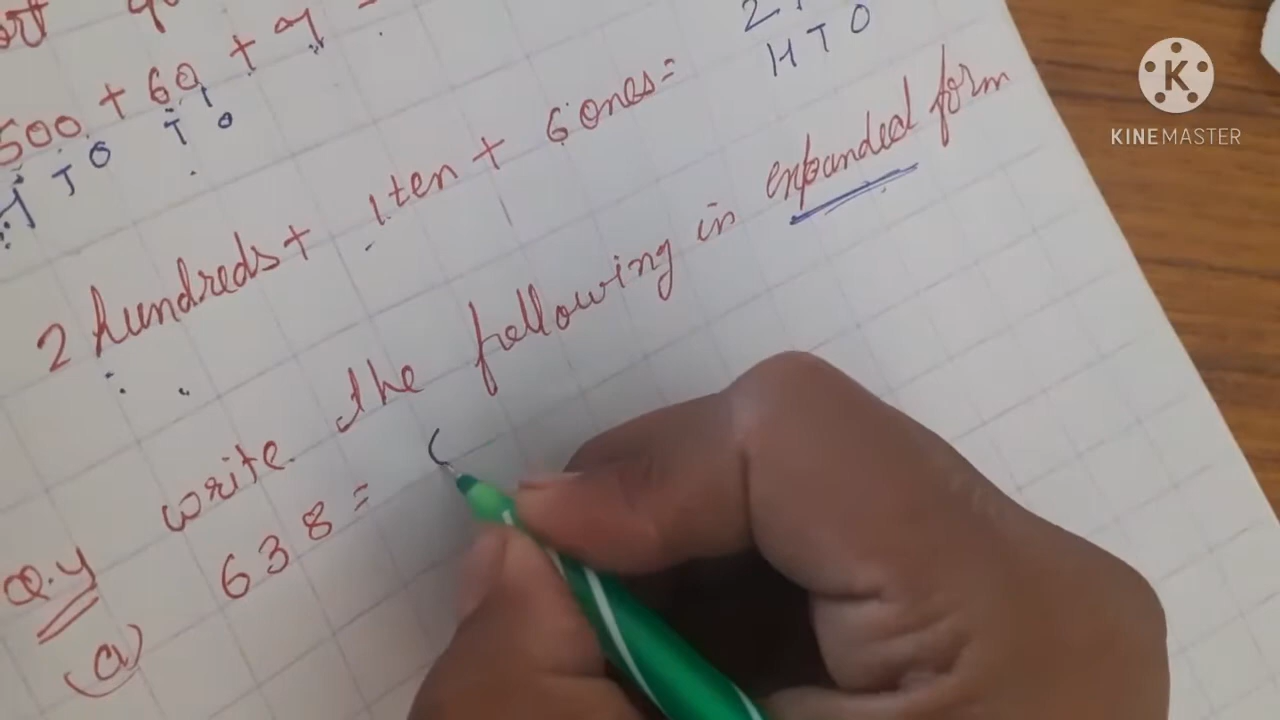 500 + 60 + 7
H T O T O
2 hundreds + 1 ten + 6 ones =
H T O
Q.4 write the following in expanded form
(a) 638 =
K
KINEMASTER